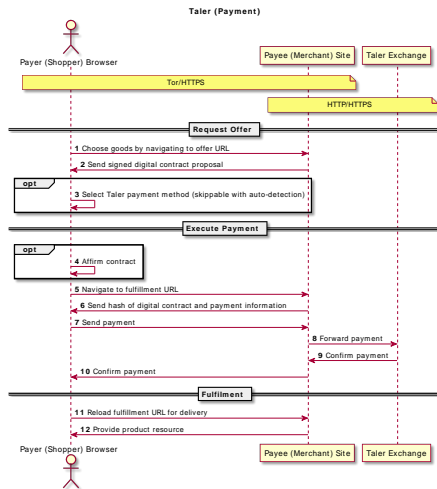 Taler (Payment)
Payer (Shopper) Browser
Payee (Merchant) Site
Taler Exchange
Tor/HTTPS
HTTP/HTTPS
Request Offer
1 Choose goods by navigating to offer URL
2 Send signed digital contract proposal
opt
3 Select Taler payment method (skippable with auto-detection)
Execute Payment
opt
4 Affirm contract
5 Navigate to fulfillment URL
6 Send hash of digital contract and payment information
7 Send payment
8 Forward payment
9 Confirm payment
10 Confirm payment
Fulfilment
11 Reload fulfillment URL for delivery
12 Provide product resource
Payer (Shopper) Browser
Payee (Merchant) Site
Taler Exchange